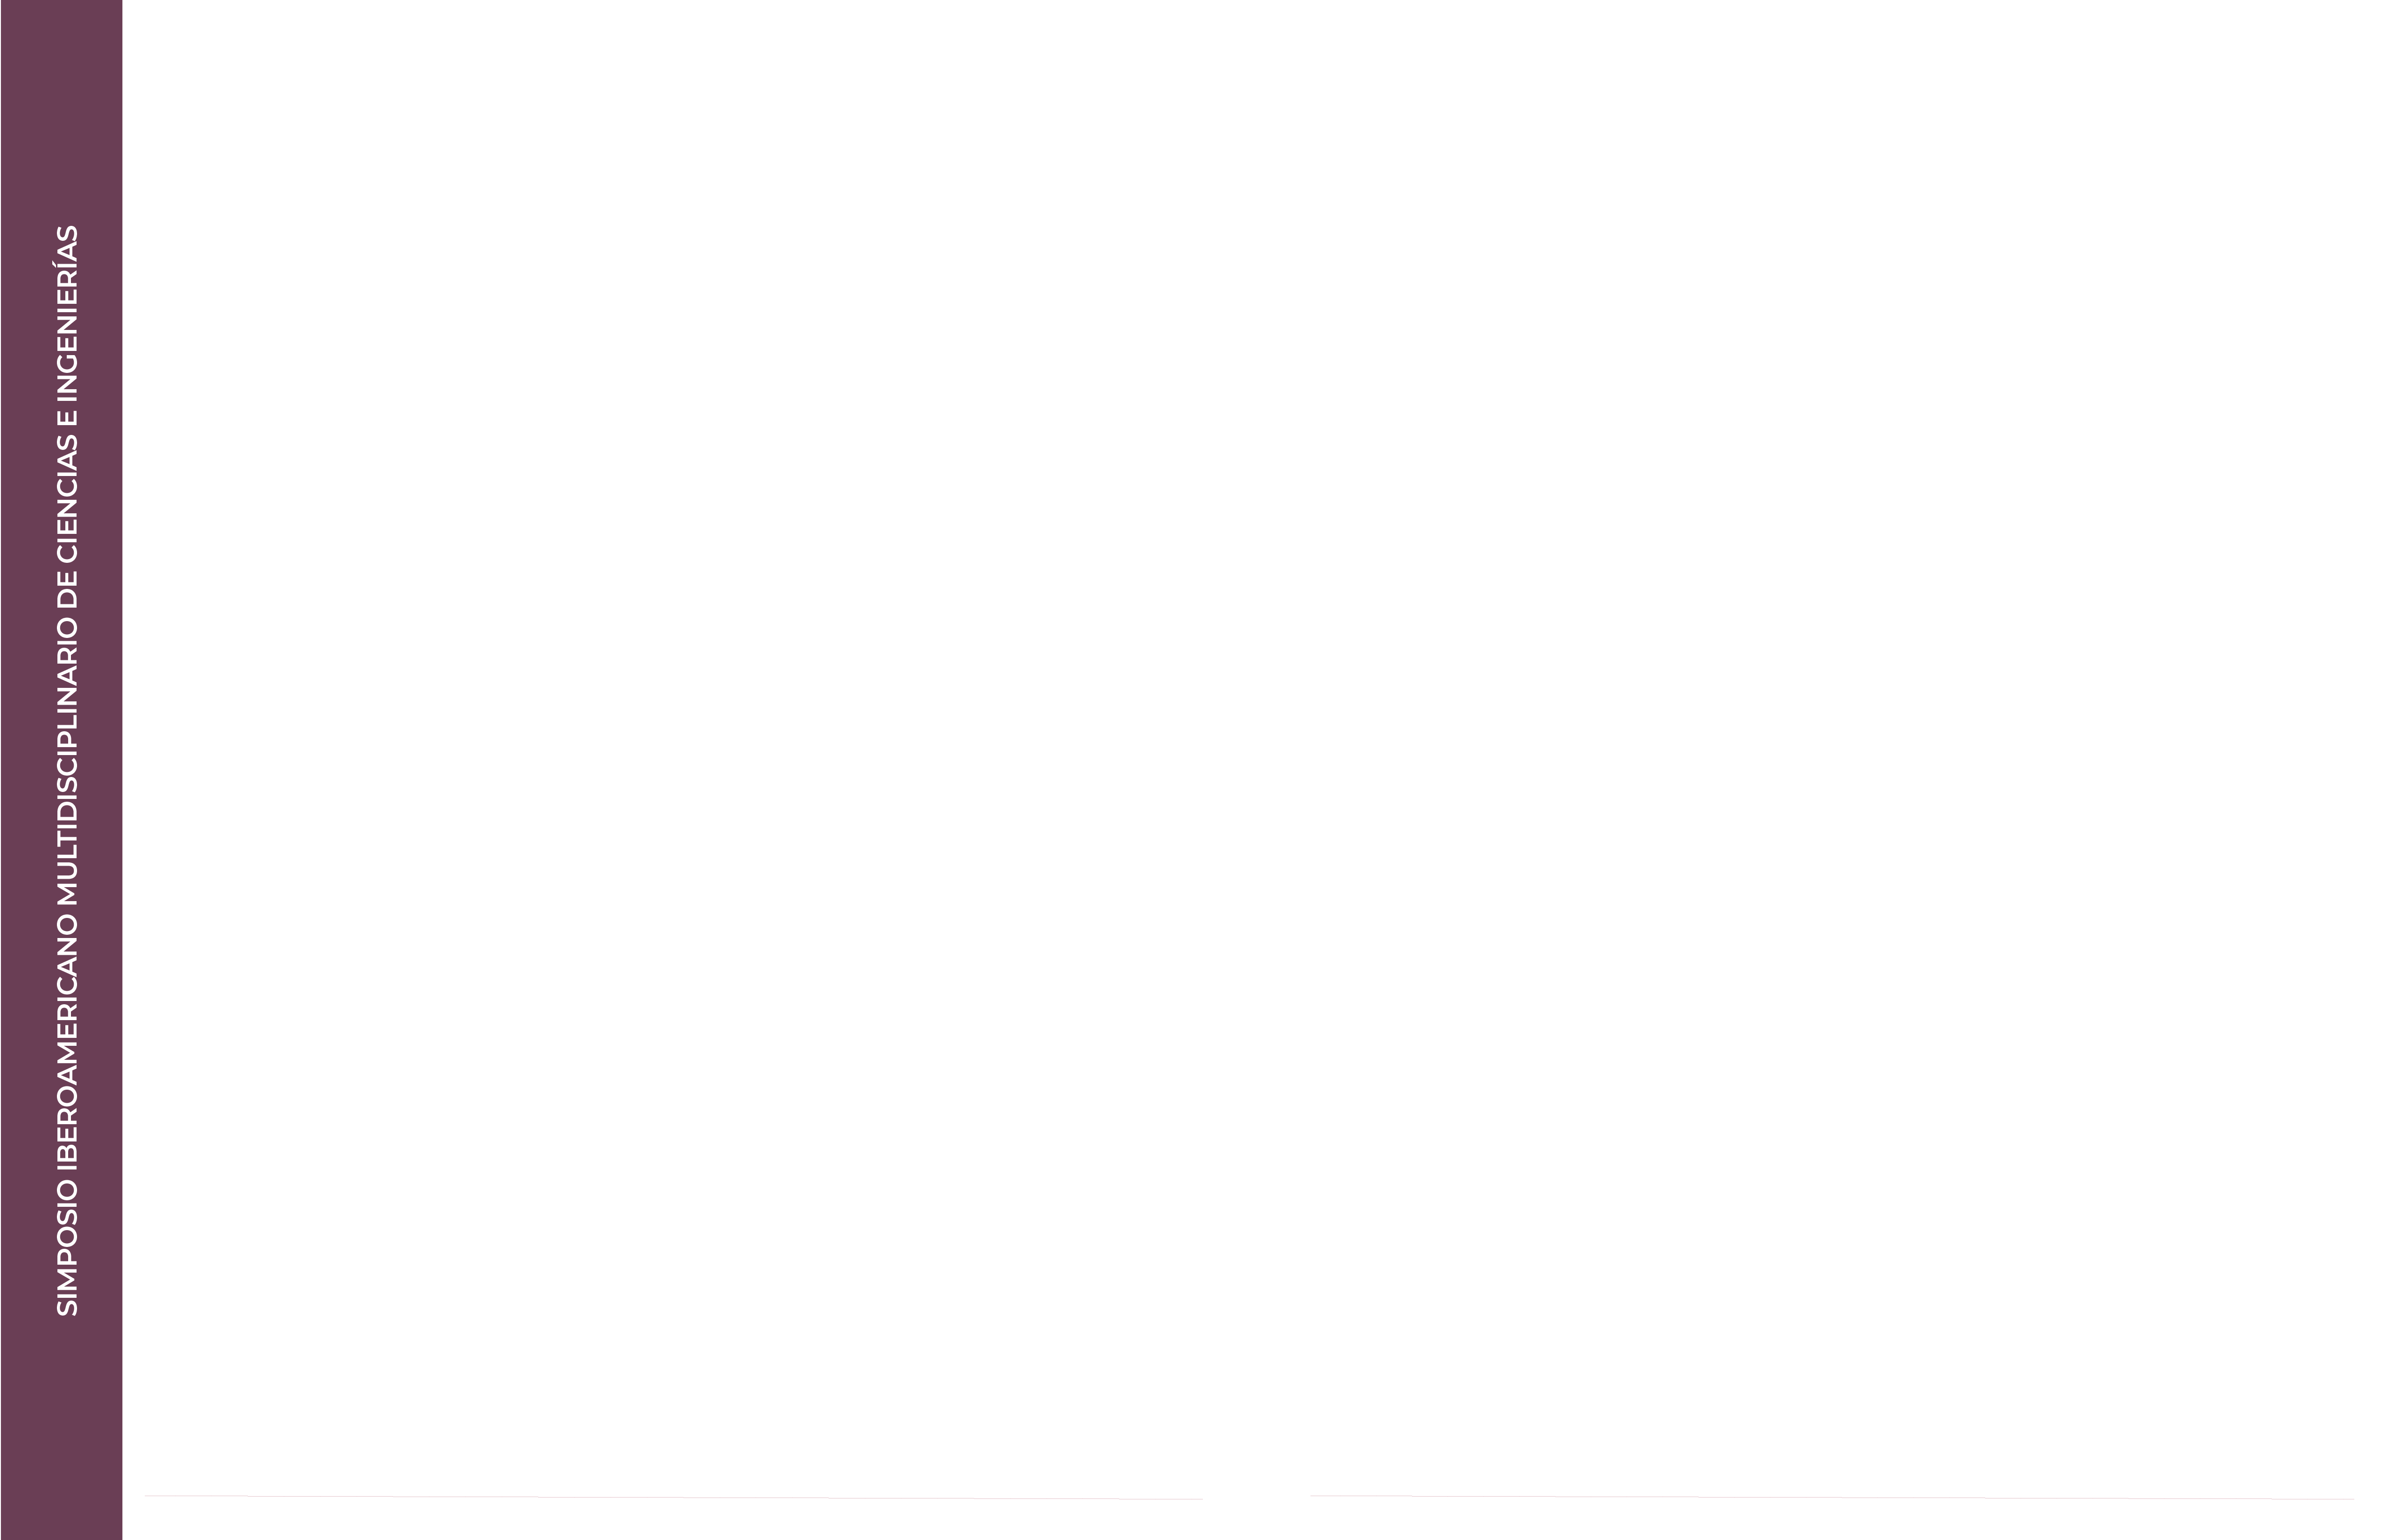 SIMPOSIO IBEROAMERICANO MULTIDISCIPLINARIO DE CIENCIAS E INGENIERÍAS